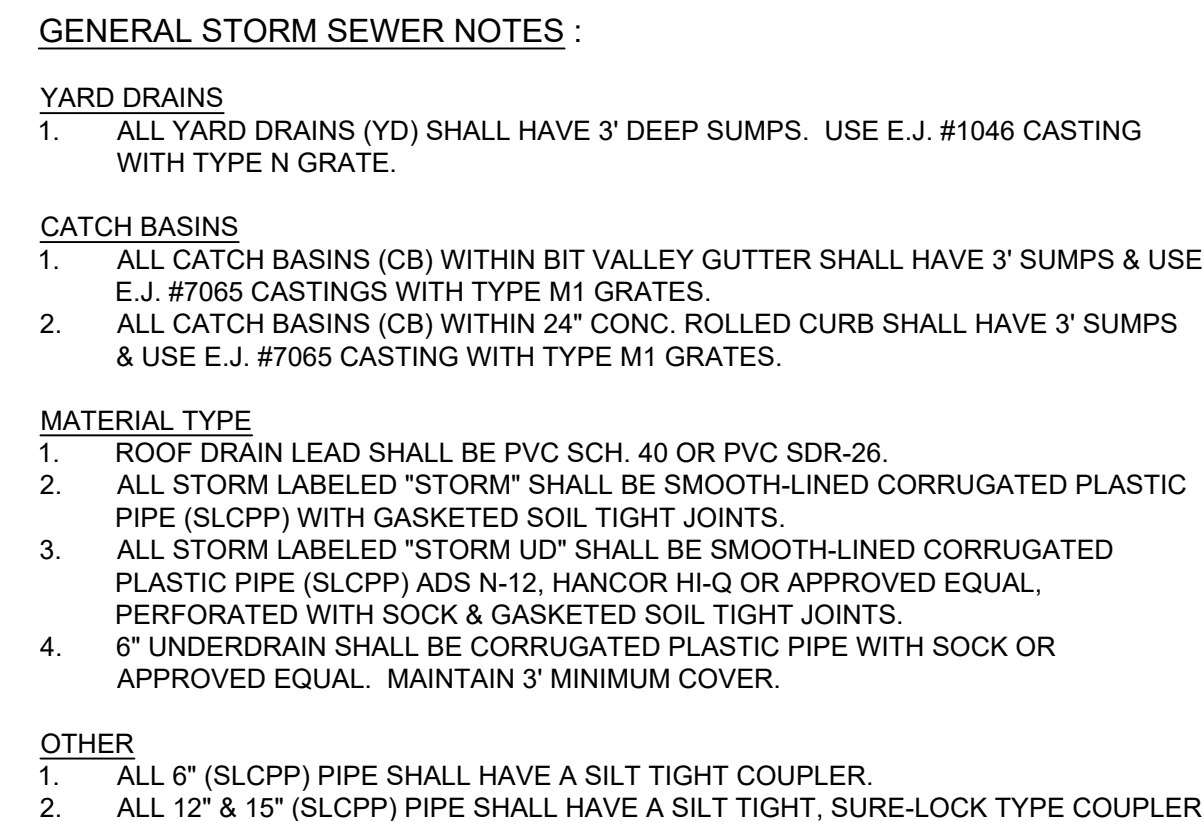 GENERAL STORM SEWER NOTES :
YARD DRAINS
1. ALL YARD DRAINS (YD) SHALL HAVE 3' DEEP SUMPS. USE E.J. #1046 CASTING
WITH TYPE N GRATE.
CATCH BASINS
1. ALL CATCH BASINS (CB) WITHIN BIT VALLEY GUTTER SHALL HAVE 3' SUMPS & USE
E.J. #7065 CASTINGS WITH TYPE M1 GRATES.
2. ALL CATCH BASINS (CB) WITHIN 24" CONC. ROLLED CURB SHALL HAVE 3' SUMPS
& USE E.J. #7065 CASTING WITH TYPE M1 GRATES.
MATERIAL TYPE
1. ROOF DRAIN LEAD SHALL BE PVC SCH. 40 OR PVC SDR-26.
2. ALL STORM LABELED "STORM" SHALL BE SMOOTH-LINED CORRUGATED PLASTIC
PIPE (SLCPP) WITH GASKETED SOIL TIGHT JOINTS.
3. ALL STORM LABELED "STORM UD" SHALL BE SMOOTH-LINED CORRUGATED
PLASTIC PIPE (SLCPP) ADS N-12, HANCOR HI-Q OR APPROVED EQUAL,
PERFORATED WITH SOCK & GASKETED SOIL TIGHT JOINTS.
4. 6" UNDERDRAIN SHALL BE CORRUGATED PLASTIC PIPE WITH SOCK OR
APPROVED EQUAL. MAINTAIN 3' MINIMUM COVER.
OTHER
1. ALL 6" (SLCPP) PIPE SHALL HAVE A SILT TIGHT COUPLER.
2. ALL 12" & 15" (SLCPP) PIPE SHALL HAVE A SILT TIGHT, SURE-LOCK TYPE COUPLER